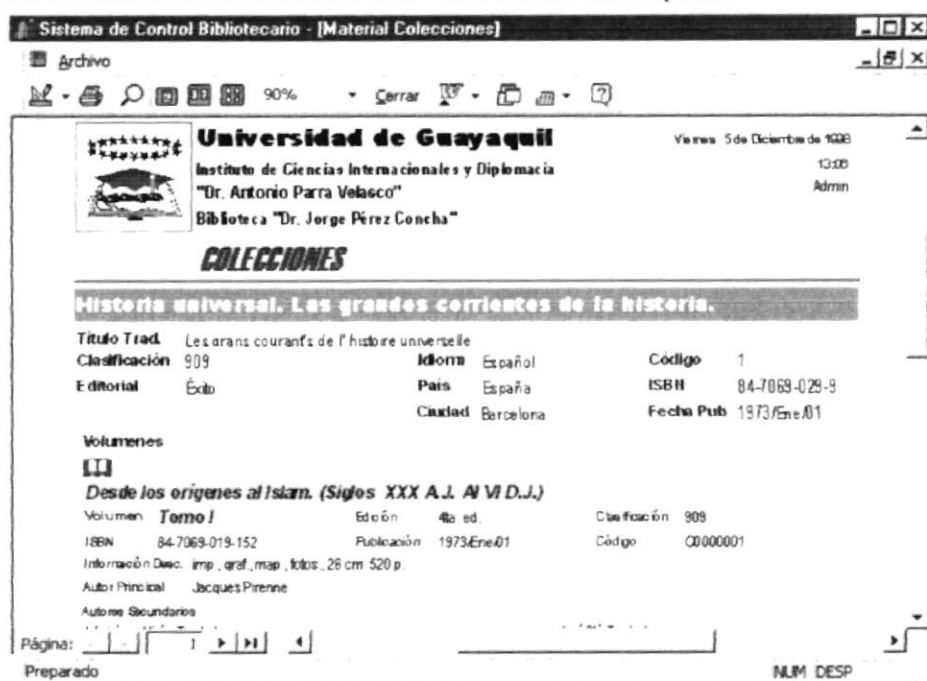 Sistema de Control Bibliotecario - [Material Colecciones]
Archivo
90% Cerrar
Universidad de Guayaquil
Viernes 5 de Diciembre de 1998
Instituto de Ciencias Internacionales y Diplomacia
13:06
"Dr. Antonio Parra Velasco"
Admin
Biblioteca "Dr. Jorge Pérez Concha"
COLECCIONES
Historia universal. Las grandes corrientes de la historia.
Título Trad. Les grans courants de l' histoire universelle
Clasificación 909 Idiom Español Código 1
Editorial Éxito País España ISBN 84-7069-029-9
Ciudad Barcelona Fecha Pub 1973/Ene/01
Volumenes
Desde los orígenes al Islam. (Siglos XXX A.J. Al VI D.J.)
Volumen Tomo I Edición 4ta ed. Clasificación 909
ISBN 84-7069-019-152 Publicación 1973/Ene/01 Código C0000001
Información Desc. imp., graf., map., fotos., 26 cm. 520 p.
Autor Principal Jacques Pirenne
Autores Secundarios
Página: 1
Preparado NUM DESP